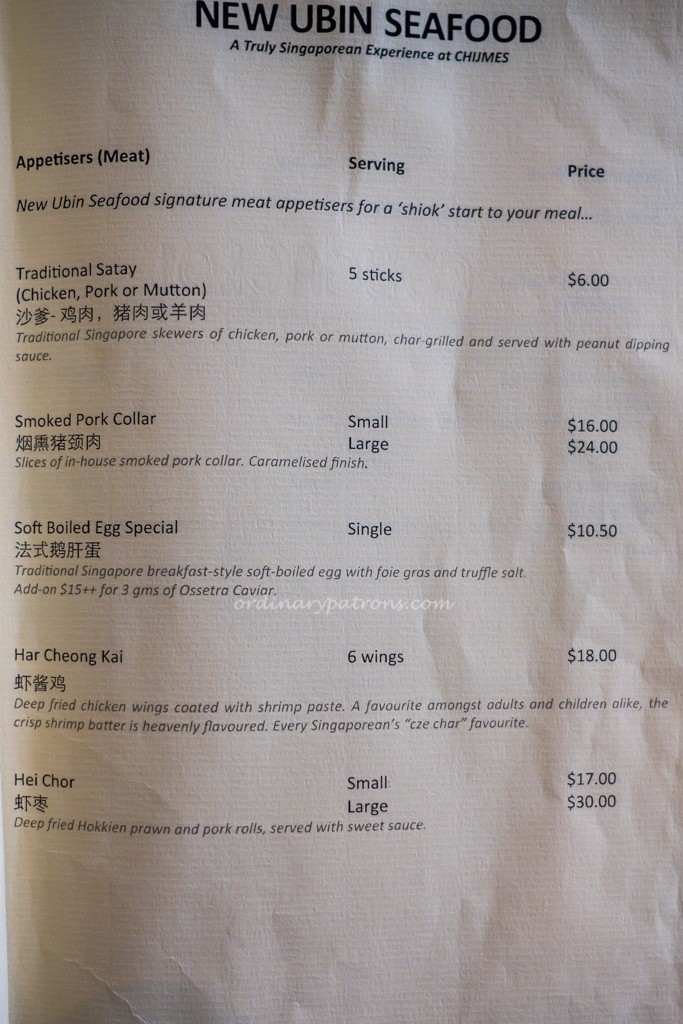 NEW UBIN SEAFOOD
A Truly Singaporean Experience at CHIJMES
Appetisers (Meat) Serving Price
New Ubin Seafood signature meat appetisers for a ‘shiok’ start to your meal...
Traditional Satay 5 sticks $6.00
(Chicken, Pork or Mutton)
沙爹- 鸡肉，猪肉或羊肉
Traditional Singapore skewers of chicken, pork or mutton, char-grilled and served with peanut dipping
sauce.
Smoked Pork Collar Small $16.00
烟熏猪颈肉 Large $24.00
Slices of in-house smoked pork collar. Caramelised finish.
Soft Boiled Egg Special Single $10.50
法式鹅肝蛋
Traditional Singapore breakfast-style soft-boiled egg with foie gras and truffle salt.
Add-on $15++ for 3 gms of Ossetra Caviar.
ordinarypatrons.com
Har Cheong Kai 6 wings $18.00
虾酱鸡
Deep fried chicken wings coated with shrimp paste. A favourite amongst adults and children alike, the
crisp shrimp batter is heavenly flavoured. Every Singaporean’s “cze char” favourite.
Hei Chor Small $17.00
虾枣 Large $30.00
Deep fried Hokkien prawn and pork rolls, served with sweet sauce.